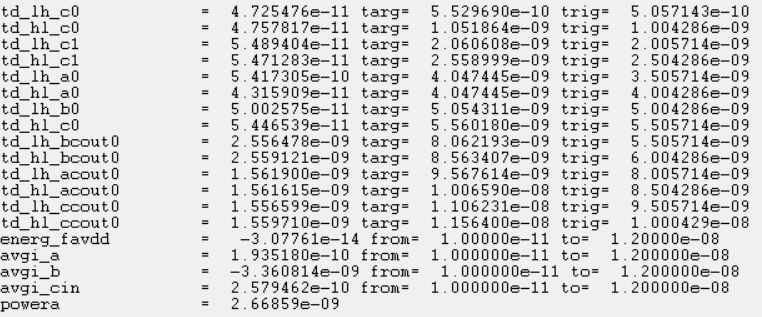 td_lh_c0 = 4.725476e-11 targ= 5.529690e-10 trig= 5.057143e-10
td_hl_c0 = 4.757817e-11 targ= 1.051864e-09 trig= 1.004286e-09
td_lh_c1 = 5.489404e-11 targ= 2.060608e-09 trig= 2.005714e-09
td_hl_c1 = 5.471283e-11 targ= 2.558999e-09 trig= 2.504286e-09
td_lh_a0 = 5.417305e-10 targ= 4.047445e-09 trig= 3.505714e-09
td_hl_a0 = 4.315909e-11 targ= 4.047445e-09 trig= 4.004286e-09
td_lh_b0 = 5.002575e-11 targ= 5.054311e-09 trig= 5.004286e-09
td_hl_c0 = 5.446539e-11 targ= 5.560180e-09 trig= 5.505714e-09
td_lh_bcout0 = 2.556478e-09 targ= 8.062193e-09 trig= 5.505714e-09
td_hl_bcout0 = 2.559121e-09 targ= 8.563407e-09 trig= 6.004286e-09
td_lh_acout0 = 1.561900e-09 targ= 9.567614e-09 trig= 8.005714e-09
td_hl_acout0 = 1.561615e-09 targ= 1.006590e-08 trig= 8.504286e-09
td_lh_ccout0 = 1.556599e-09 targ= 1.106231e-08 trig= 9.505714e-09
td_hl_ccout0 = 1.559710e-09 targ= 1.156400e-08 trig= 1.000429e-08
energ_favdd = -3.07761e-14 from= 1.00000e-11 to= 1.20000e-08
avgi_a = 1.935180e-10 from= 1.000000e-11 to= 1.200000e-08
avgi_b = -3.360814e-09 from= 1.000000e-11 to= 1.200000e-08
avgi_cin = 2.579462e-10 from= 1.000000e-11 to= 1.200000e-08
powera = 2.66859e-09